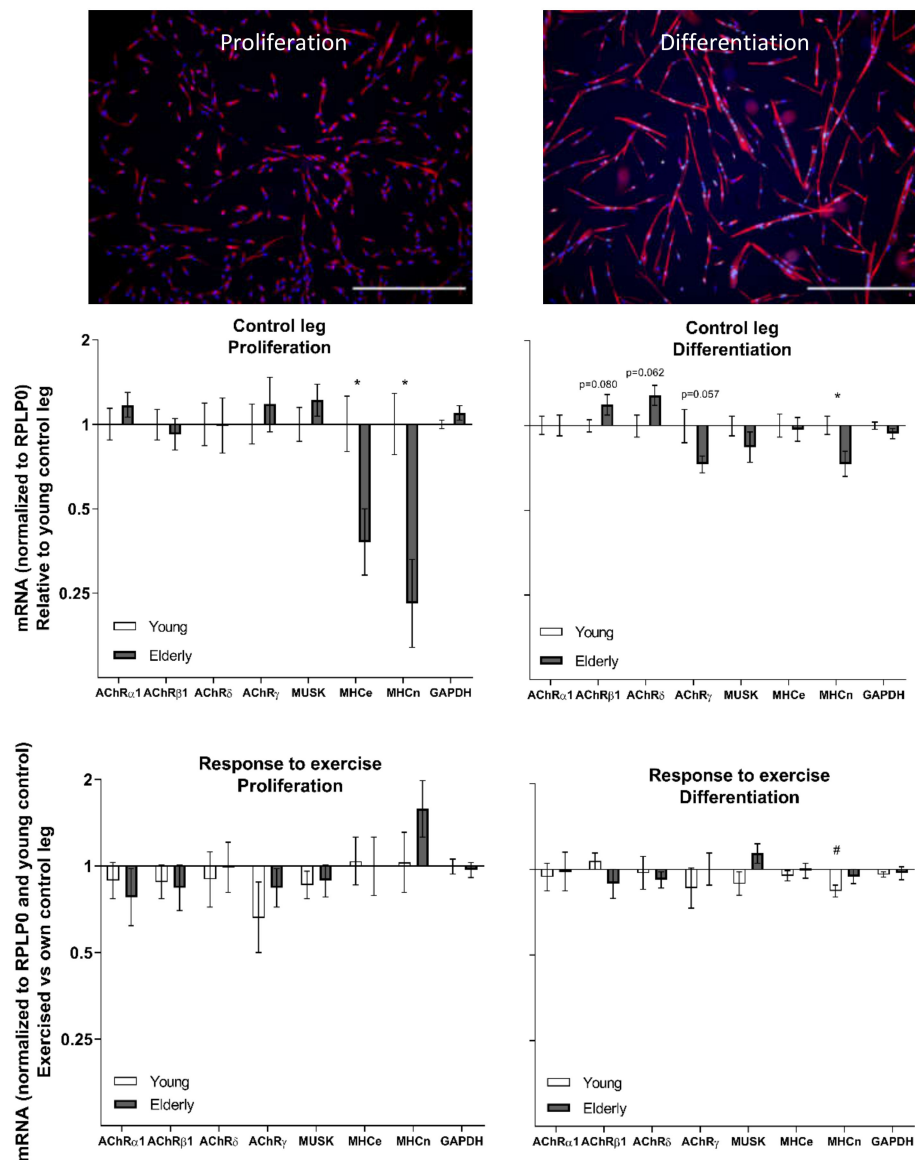 Proliferation
Differentiation
mRNA (normalized to RPLP0)
Relative to young control leg
Control leg
Proliferation
2
1
0.5
0.25
* *
Young
Elderly
AChRα1 AChRβ1 AChRδ AChRγ MUSK MHCe MHCn GAPDH
Control leg
Differentiation
p=0.080 p=0.062 p=0.057 *
Young
Elderly
AChRα1 AChRβ1 AChRδ AChRγ MUSK MHCe MHCn GAPDH
mRNA (normalized to RPLP0 and young control)
Exercised vs own control leg
Response to exercise
Proliferation
2
1
0.5
0.25
Young
Elderly
AChRα1 AChRβ1 AChRδ AChRγ MUSK MHCe MHCn GAPDH
Response to exercise
Differentiation
#
Young
Elderly
AChRα1 AChRβ1 AChRδ AChRγ MUSK MHCe MHCn GAPDH